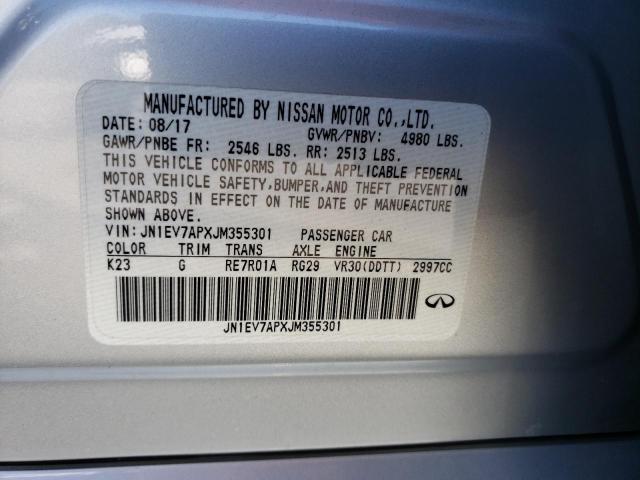 MANUFACTURED BY NISSAN MOTOR CO.,LTD.
DATE: 08/17 GVWR/PNBV: 4980 LBS.
GAWR/PNBE FR: 2546 LBS. RR: 2513 LBS.
THIS VEHICLE CONFORMS TO ALL APPLICABLE FEDERAL
MOTOR VEHICLE SAFETY,BUMPER,AND THEFT PREVENTION
STANDARDS IN EFFECT ON THE DATE OF MANUFACTURE
SHOWN ABOVE.
VIN: JN1EV7APXJM355301 PASSENGER CAR
COLOR TRIM TRANS AXLE ENGINE
K23 G RE7R01A RG29 VR30(DDTT) 2997CC
JN1EV7APXJM355301